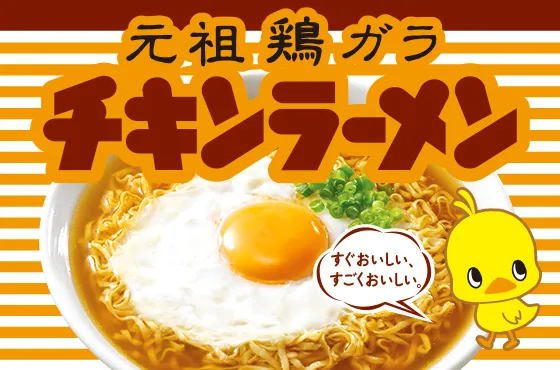 元祖鶏ガラ
チキンラーメン
すぐおいしい、
すごくおいしい。